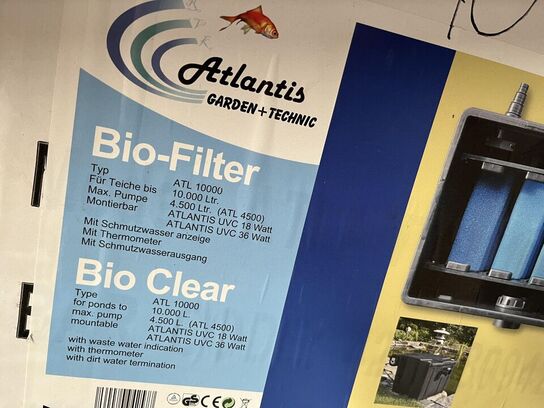 Atlantis
GARDEN+TECHNIC
Bio-Filter
Typ ATL 10000
Für Teiche bis 10.000 Ltr.
Max. Pumpe 4.500 Ltr. (ATL 4500)
Montierbar ATLANTIS UVC 18 Watt
ATLANTIS UVC 36 Watt
Mit Schmutzwasser anzeige
Mit Thermometer
Mit Schmutzwasserausgang
Bio Clear
Type ATL 10000
for ponds to 10.000 L.
max. pump 4.500 L. (ATL 4500)
mountable ATLANTIS UVC 18 Watt
ATLANTIS UVC 36 Watt
with waste water indication
with thermometer
with dirt water termination
GS CE